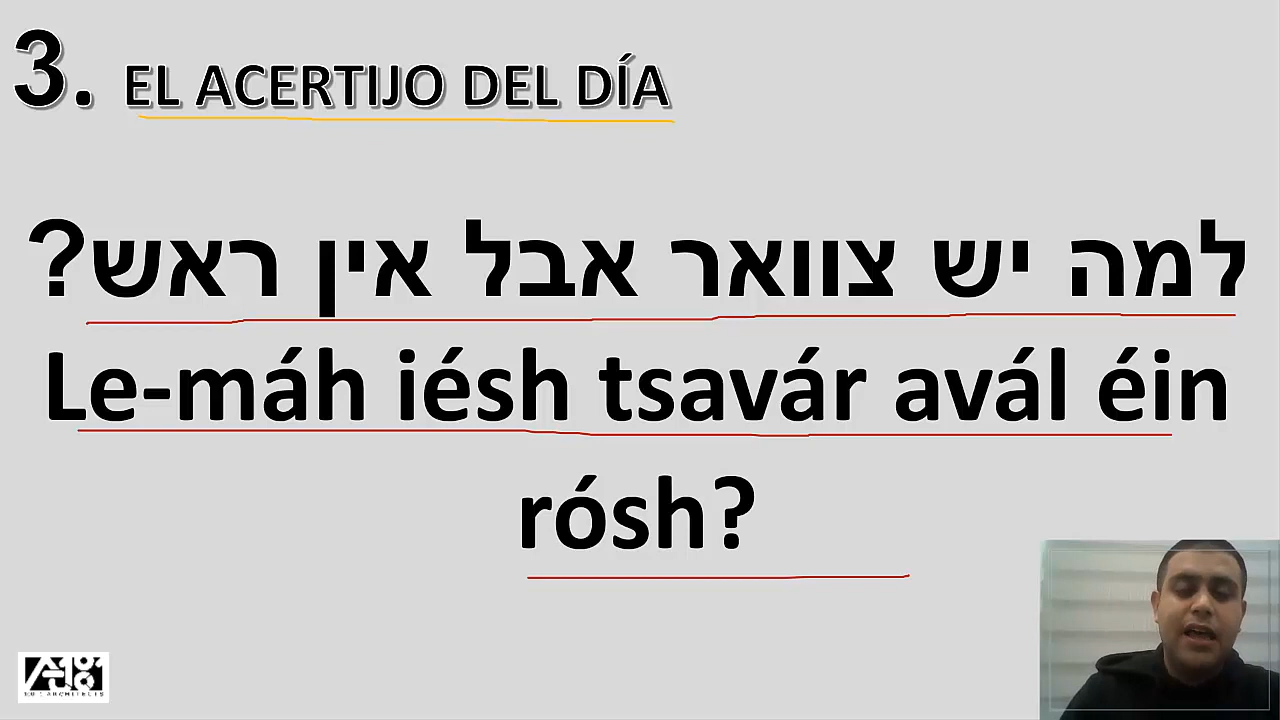 3. EL ACERTIJO DEL DÍA
למה יש צוואר אבל אין ראש?
Le-máh iésh tsavár avál éin
rósh?